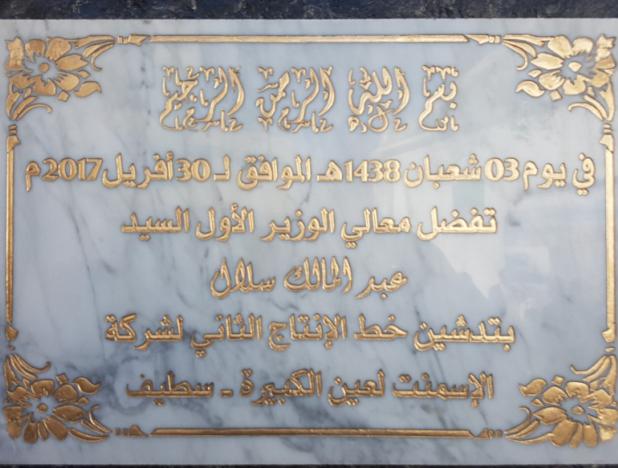 بسم الله الرحمن الرحيم
في يوم 03 شعبان 1438هـ الموافق لـ 30 أفريل 2017م
تفضل معالي الوزير الأول السيد
عبد المالك سلال
بتدشين خط الإنتاج الثاني لشركة
الإسمنت لعين الكبيرة - سطيف